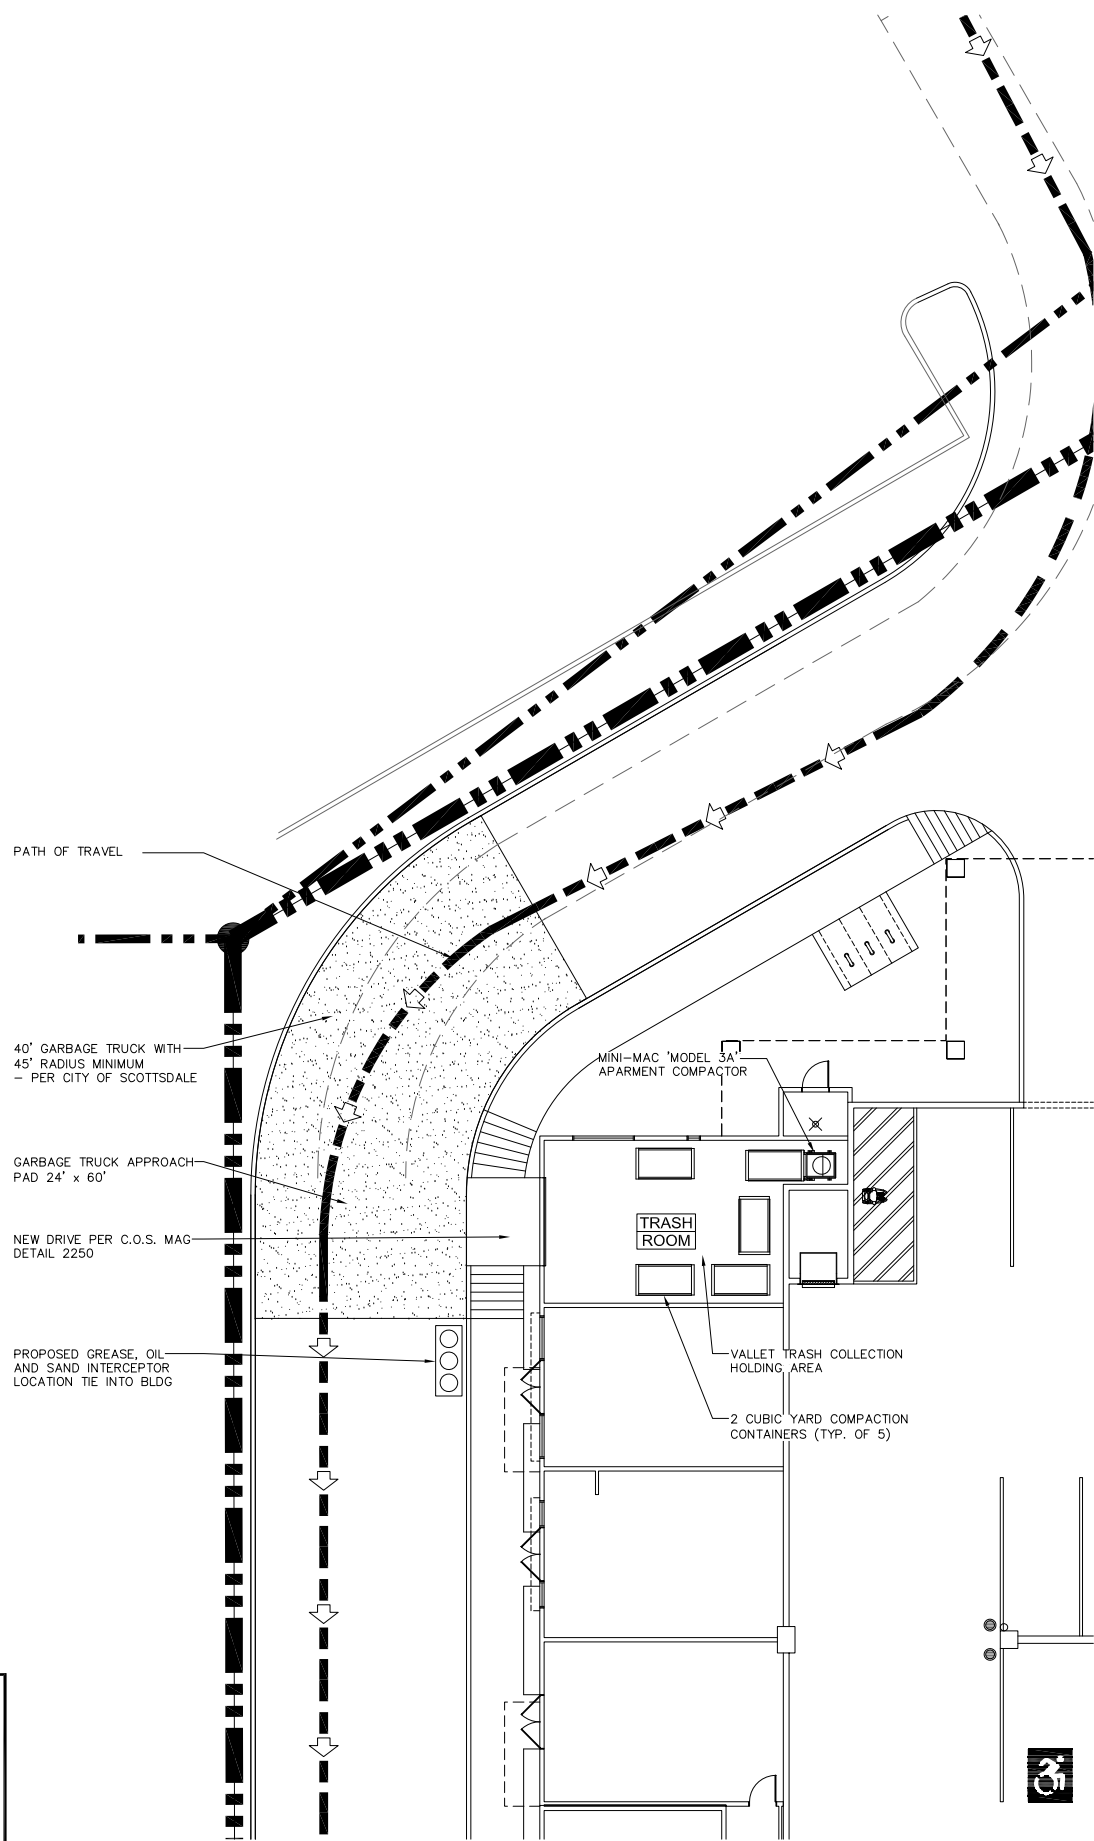 PATH OF TRAVEL
40' GARBAGE TRUCK WITH
45' RADIUS MINIMUM
- PER CITY OF SCOTTSDALE
MINI-MAC 'MODEL 3A'
APARMENT COMPACTOR
GARBAGE TRUCK APPROACH
PAD 24' x 60'
TRASH
ROOM
NEW DRIVE PER C.O.S. MAG
DETAIL 2250
PROPOSED GREASE, OIL
AND SAND INTERCEPTOR
LOCATION TIE INTO BLDG
VALLET TRASH COLLECTION
HOLDING AREA
2 CUBIC YARD COMPACTION
CONTAINERS (TYP. OF 5)